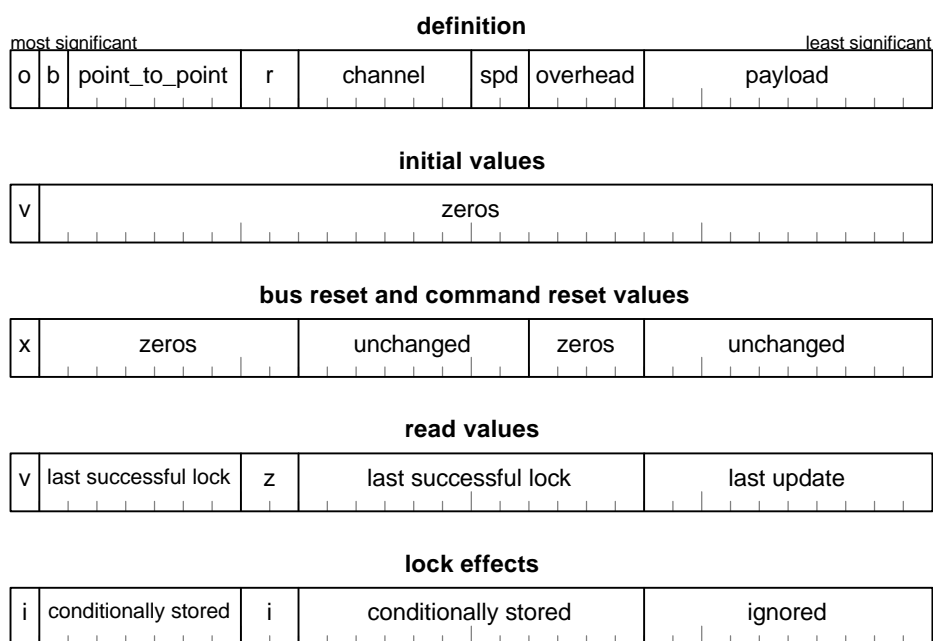 definition
most significant least significant
o b point_to_point r channel spd overhead payload
initial values
v zeros
bus reset and command reset values
x zeros unchanged zeros unchanged
read values
v last successful lock z last successful lock last update
lock effects
i conditionally stored i conditionally stored ignored